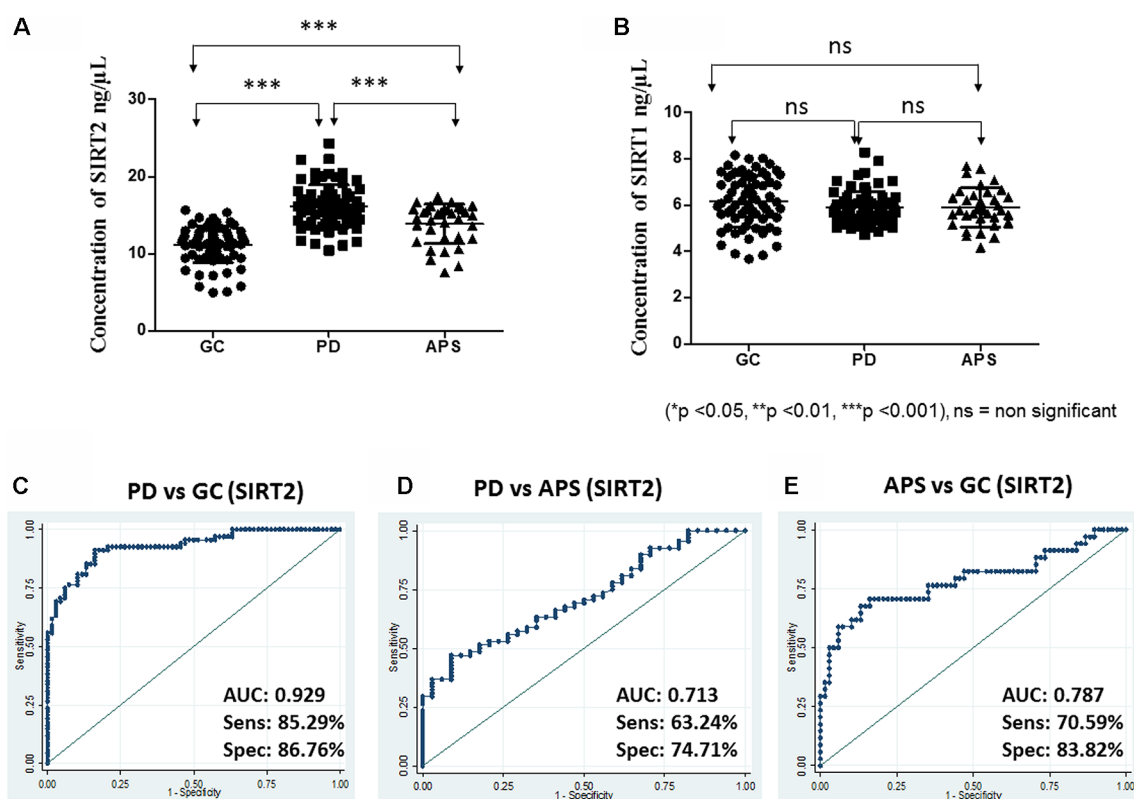 A
B
***
***
***
Concentration of SIRT2 ng/µL
30
20
10
0
GC PD APS
ns
ns
ns
Concentration of SIRT1 ng/µL
10
8
6
4
2
0
GC PD APS
(*p <0.05, **p <0.01, ***p <0.001), ns = non significant
C
PD vs GC (SIRT2)
Sensitivity
1.00
0.75
0.50
0.25
0.00
AUC: 0.929
Sens: 85.29%
Spec: 86.76%
0.00 0.25 0.50 0.75 1.00
1 - Specificity
D
PD vs APS (SIRT2)
Sensitivity
1.00
0.75
0.50
0.25
0.00
AUC: 0.713
Sens: 63.24%
Spec: 74.71%
0.00 0.25 0.50 0.75 1.00
1 - Specificity
E
APS vs GC (SIRT2)
Sensitivity
1.00
0.75
0.50
0.25
0.00
AUC: 0.787
Sens: 70.59%
Spec: 83.82%
0.00 0.25 0.50 0.75 1.00
1 - Specificity